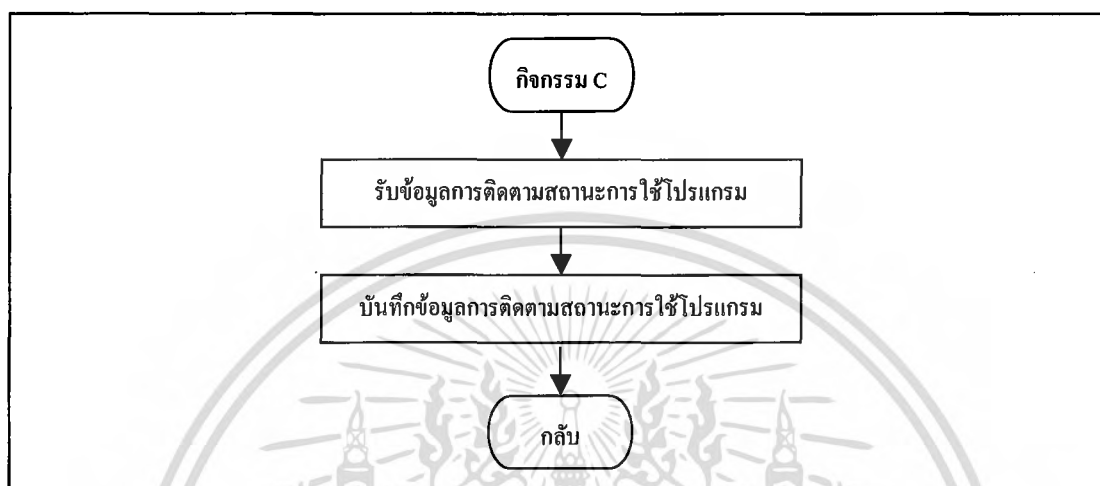 กิจกรรม C
รับข้อมูลการติดตามสถานะการใช้โปรแกรม
บันทึกข้อมูลการติดตามสถานะการใช้โปรแกรม
กลับ